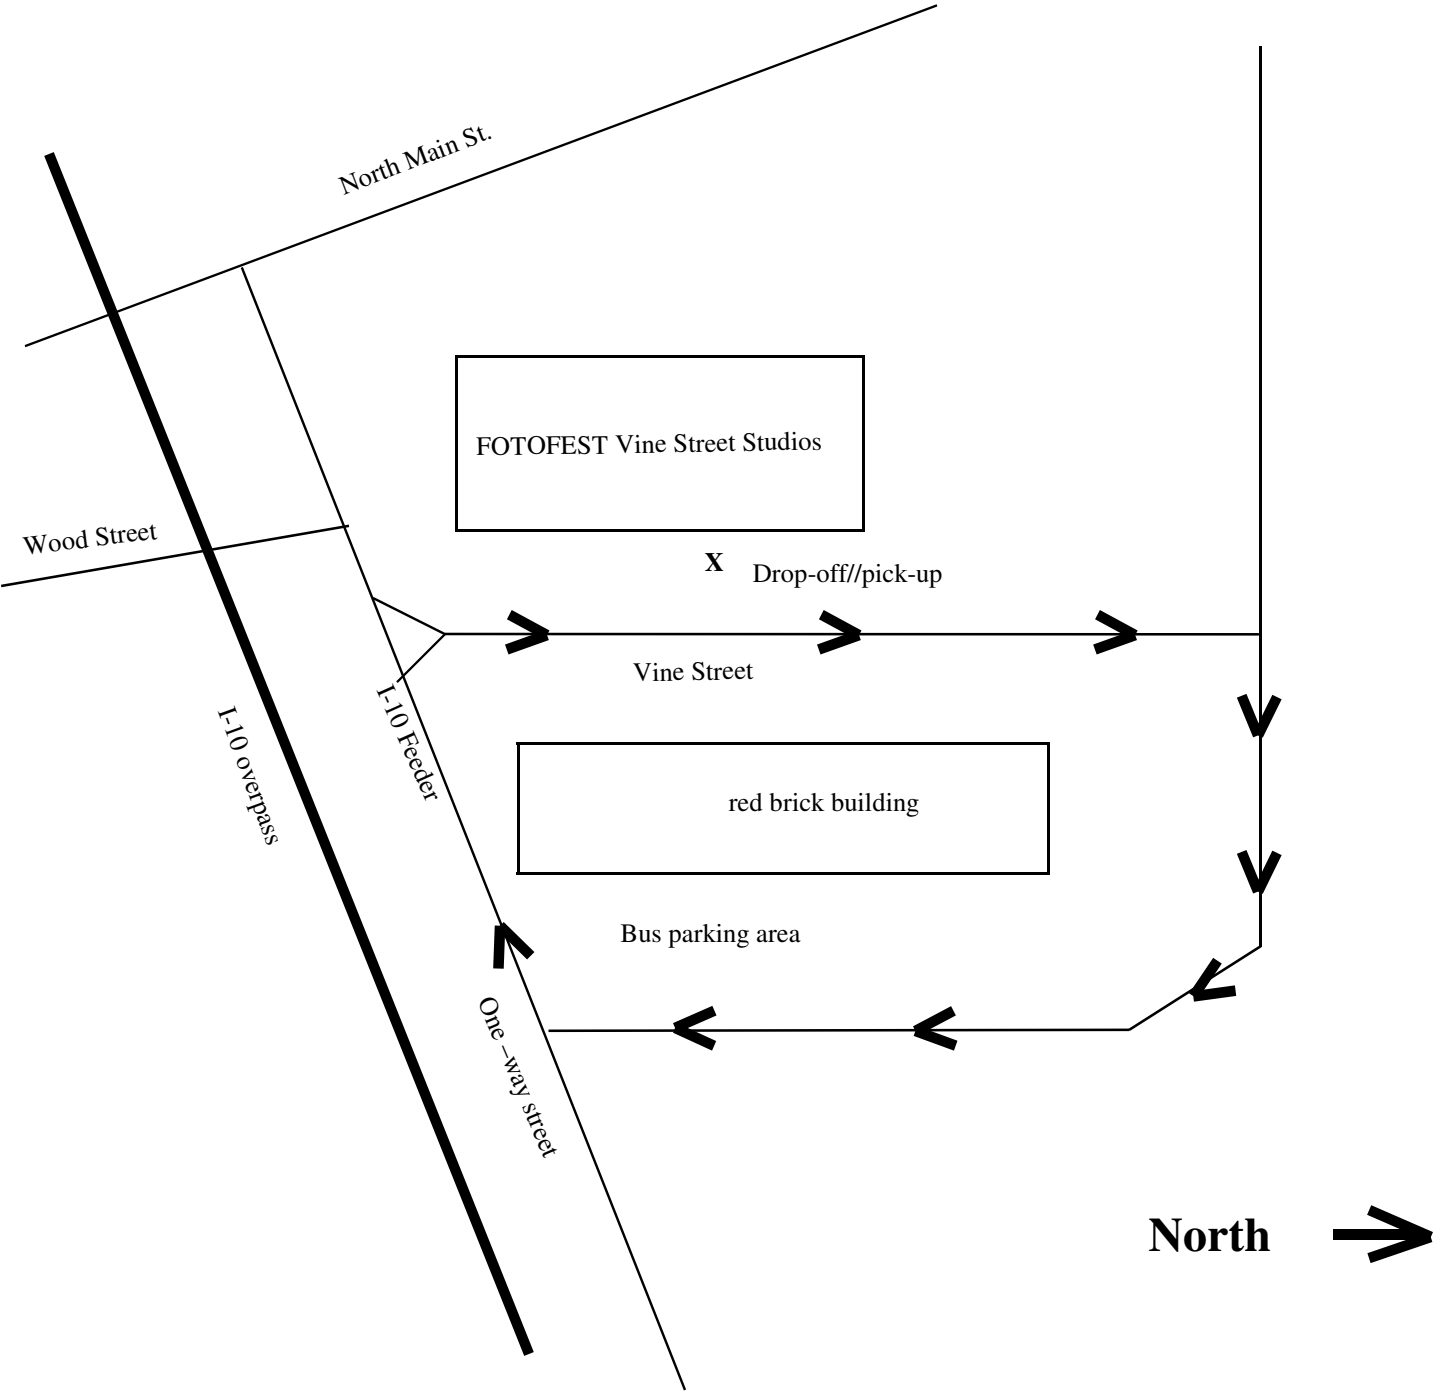 North Main St.
FOTOFEST Vine Street Studios
Wood Street
X
Drop-off//pick-up
Vine Street
I-10 Feeder
I-10 overpass
red brick building
Bus parking area
One –way street
North